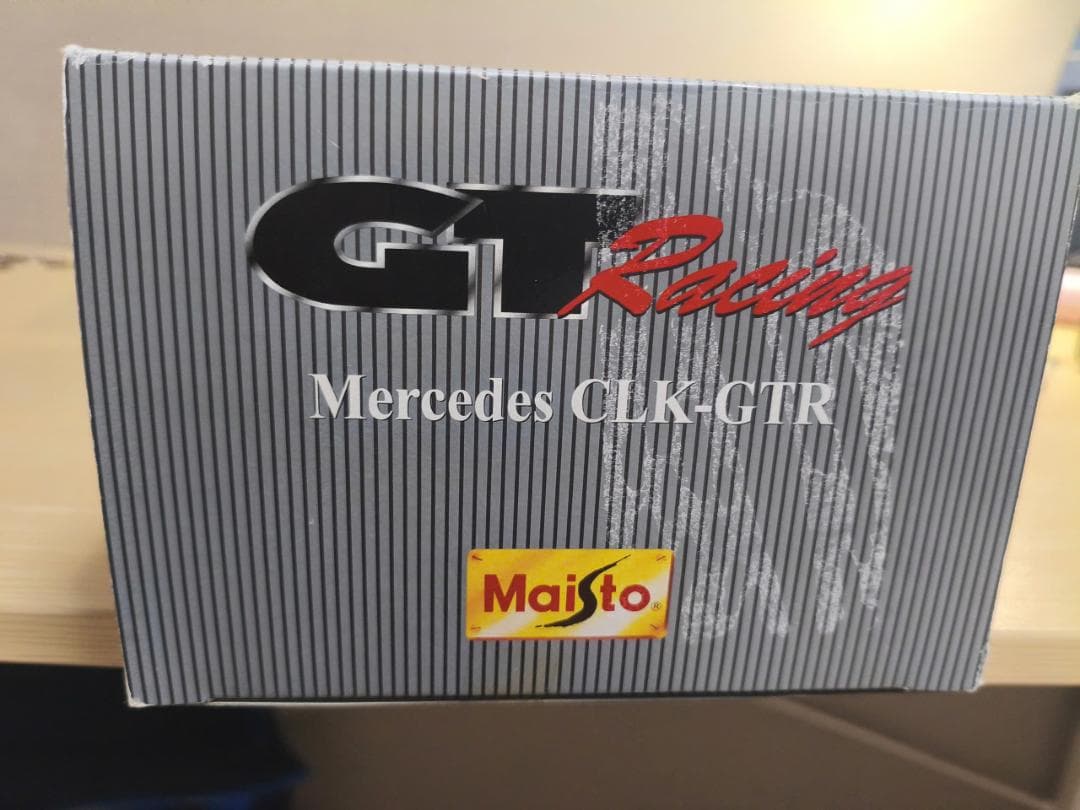 GT Racing
Mercedes CLK-GTR
Maisto®